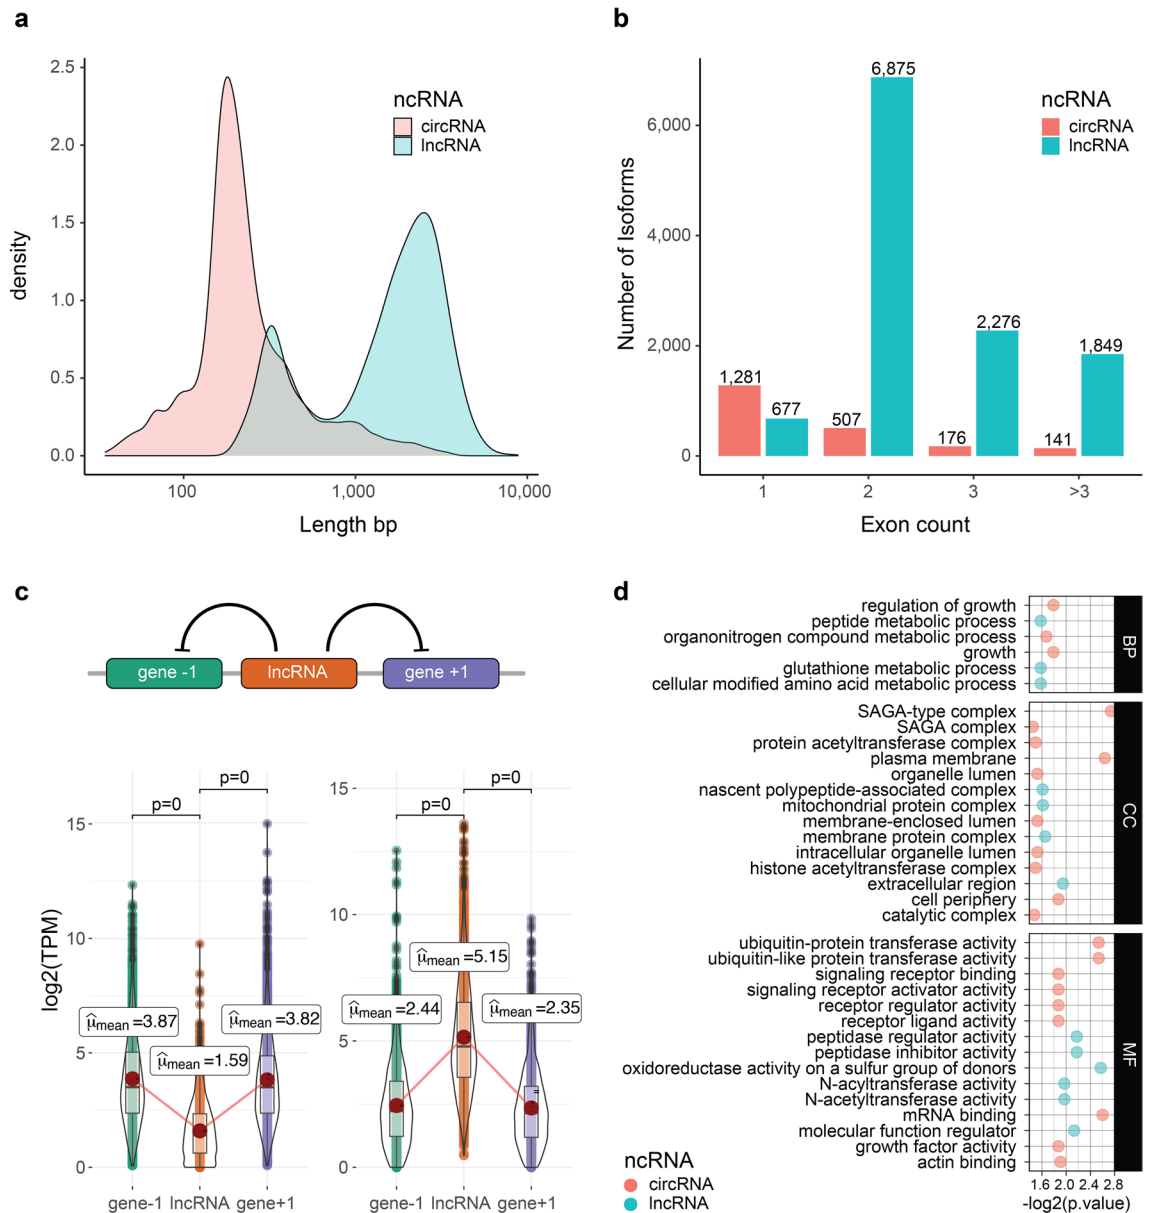 a
2.5
2.0
1.5
1.0
0.5
0.0
density
ncRNA
circRNA
lncRNA
100
1,000
10,000
Length bp
b
6,000
4,000
2,000
0
Number of Isoforms
ncRNA
circRNA
lncRNA
1,281
677
507
6,875
176
2,276
141
1,849
1
2
3
>3
Exon count
c
gene -1
lncRNA
gene +1
log2(TPM)
15
10
5
0
p=0
p=0
μ̂mean=3.87
μ̂mean=1.59
μ̂mean=3.82
gene-1
lncRNA
gene+1
15
10
5
0
p=0
p=0
μ̂mean=2.44
μ̂mean=5.15
μ̂mean=2.35
=
gene-1
lncRNA
gene+1
d
regulation of growth
peptide metabolic process
organonitrogen compound metabolic process
growth
glutathione metabolic process
cellular modified amino acid metabolic process
BP
SAGA-type complex
SAGA complex
protein acetyltransferase complex
plasma membrane
organelle lumen
nascent polypeptide-associated complex
mitochondrial protein complex
membrane-enclosed lumen
membrane protein complex
intracellular organelle lumen
histone acetyltransferase complex
extracellular region
cell periphery
catalytic complex
CC
ubiquitin-protein transferase activity
ubiquitin-like protein transferase activity
signaling receptor binding
signaling receptor activator activity
receptor regulator activity
receptor ligand activity
peptidase regulator activity
peptidase inhibitor activity
oxidoreductase activity on a sulfur group of donors
N-acyltransferase activity
N-acetyltransferase activity
mRNA binding
molecular function regulator
growth factor activity
actin binding
MF
1.6 2.0 2.4 2.8
-log2(p.value)
ncRNA
circRNA
lncRNA